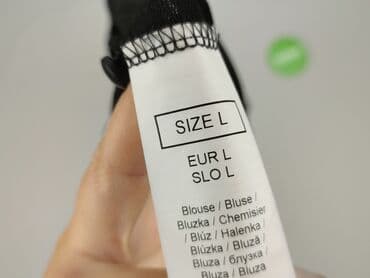 SIZE L
EUR L
SLO L
Blouse / Bluse /
Bluzka / Chemisier
/ Blúz / Halenka /
Blúzka / Bluză /
Bluza / блузка /
Bluza / Bluza